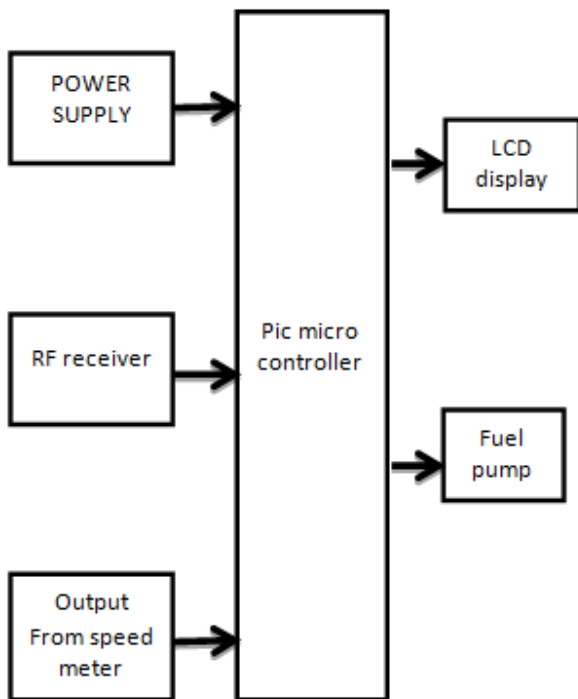 POWER
SUPPLY
LCD
display
RF receiver
Pic micro
controller
Fuel
pump
Output
From speed
meter